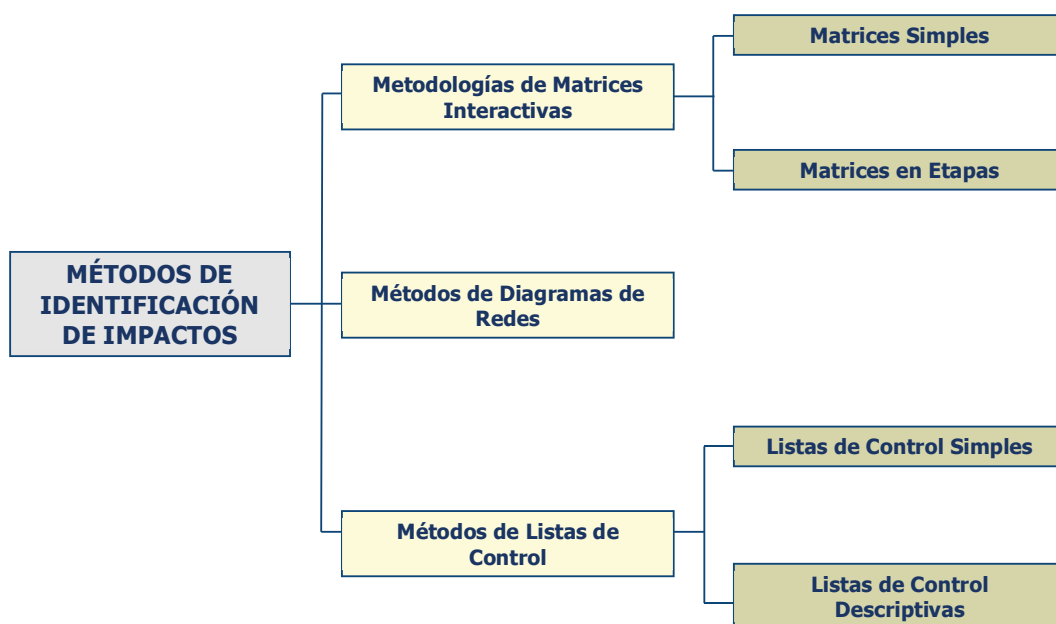 MÉTODOS DE
IDENTIFICACIÓN
DE IMPACTOS
Metodologías de Matrices
Interactivas
Matrices Simples
Matrices en Etapas
Métodos de Diagramas de
Redes
Métodos de Listas de
Control
Listas de Control Simples
Listas de Control
Descriptivas